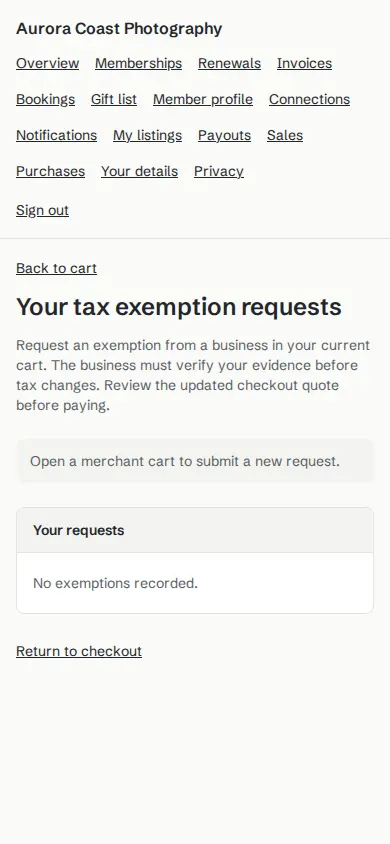 Aurora Coast Photography
Overview Memberships Renewals Invoices
Bookings Gift list Member profile Connections
Notifications My listings Payouts Sales
Purchases Your details Privacy
Sign out
Back to cart
Your tax exemption requests
Request an exemption from a business in your current
cart. The business must verify your evidence before
tax changes. Review the updated checkout quote
before paying.
Open a merchant cart to submit a new request.
Your requests
No exemptions recorded.
Return to checkout